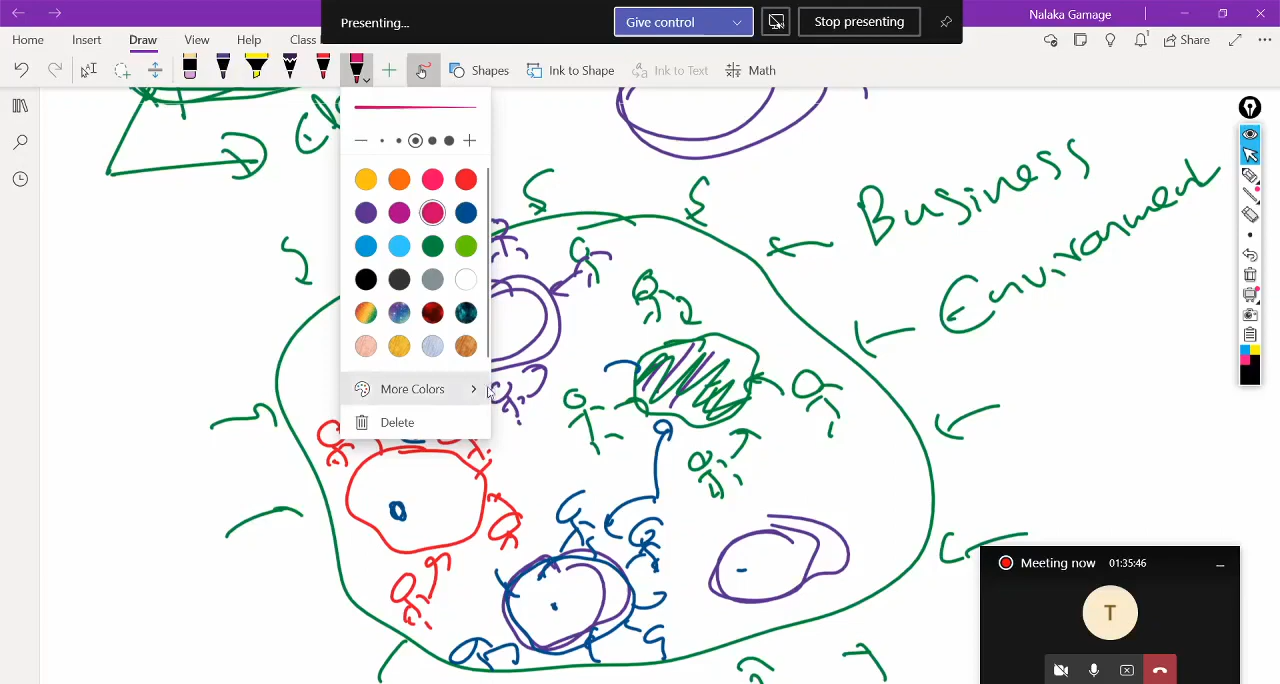 Presenting...
Give control
Stop presenting
Nalaka Gamage
Home
Insert
Draw
View
Help
Class
Share
Shapes
Ink to Shape
Ink to Text
Math
More Colors
Delete
Business
Environment
Meeting now
01:35:46
T